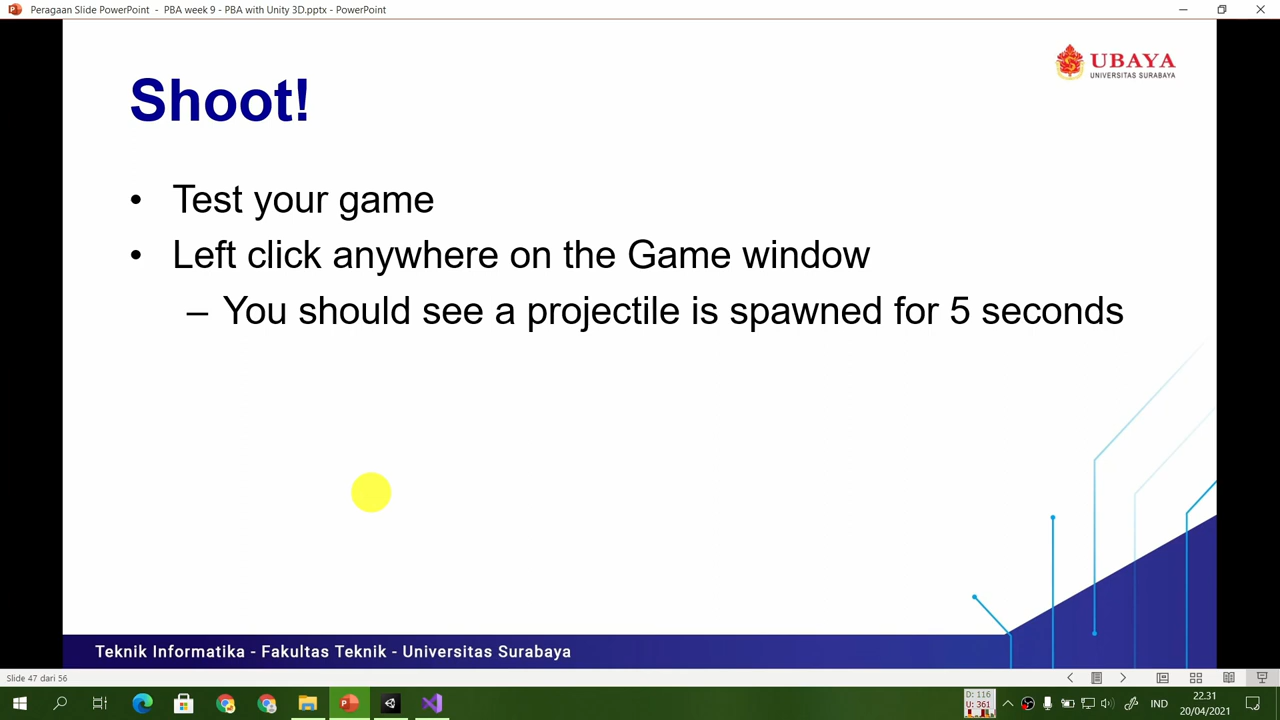 Peragaan Slide PowerPoint - PBA week 9 - PBA with Unity 3D.pptx - PowerPoint
UBAYA
UNIVERSITAS SURABAYA
Shoot!
• Test your game
• Left click anywhere on the Game window
– You should see a projectile is spawned for 5 seconds
Teknik Informatika - Fakultas Teknik - Universitas Surabaya
Slide 47 dari 56
D: 116
U: 361
IND
22.31
20/04/2021